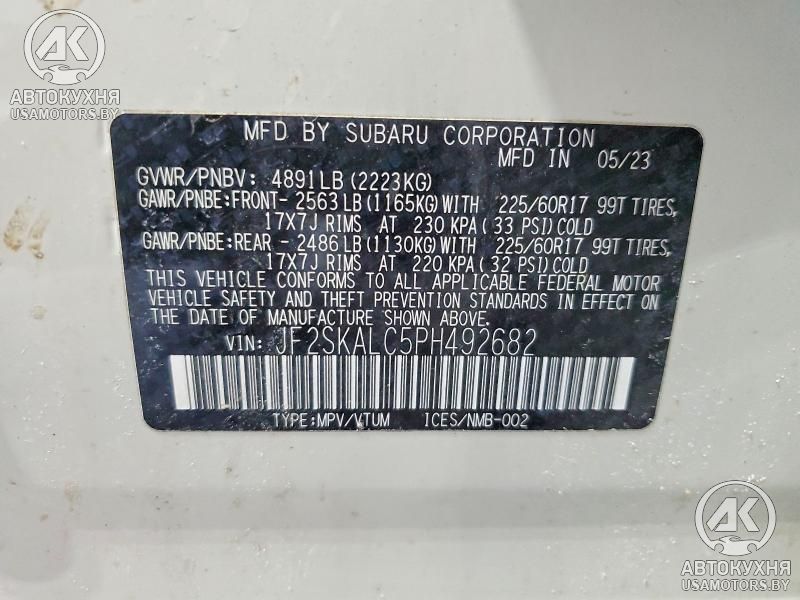 AK
АВТОКУХНЯ
USAMOTORS.BY
MFD BY SUBARU CORPORATION
MFD IN 05/23
GVWR/PNBV: 4891LB (2223KG)
GAWR/PNBE:FRONT- 2563LB (1165KG) WITH 225/60R17 99T TIRES,
17X7J RIMS AT 230 KPA (33 PSI) COLD
GAWR/PNBE:REAR - 2486LB (1130KG) WITH 225/60R17 99T TIRES,
17X7J RIMS AT 220 KPA (32 PSI) COLD
THIS VEHICLE CONFORMS TO ALL APPLICABLE FEDERAL MOTOR
VEHICLE SAFETY AND THEFT PREVENTION STANDARDS IN EFFECT ON
THE DATE OF MANUFACTURE SHOWN ABOVE.
VIN: JF2SKALC5PH492682
TYPE:MPV/VTUM ICES/NMB-002
AK
АВТОКУХНЯ
USAMOTORS.BY